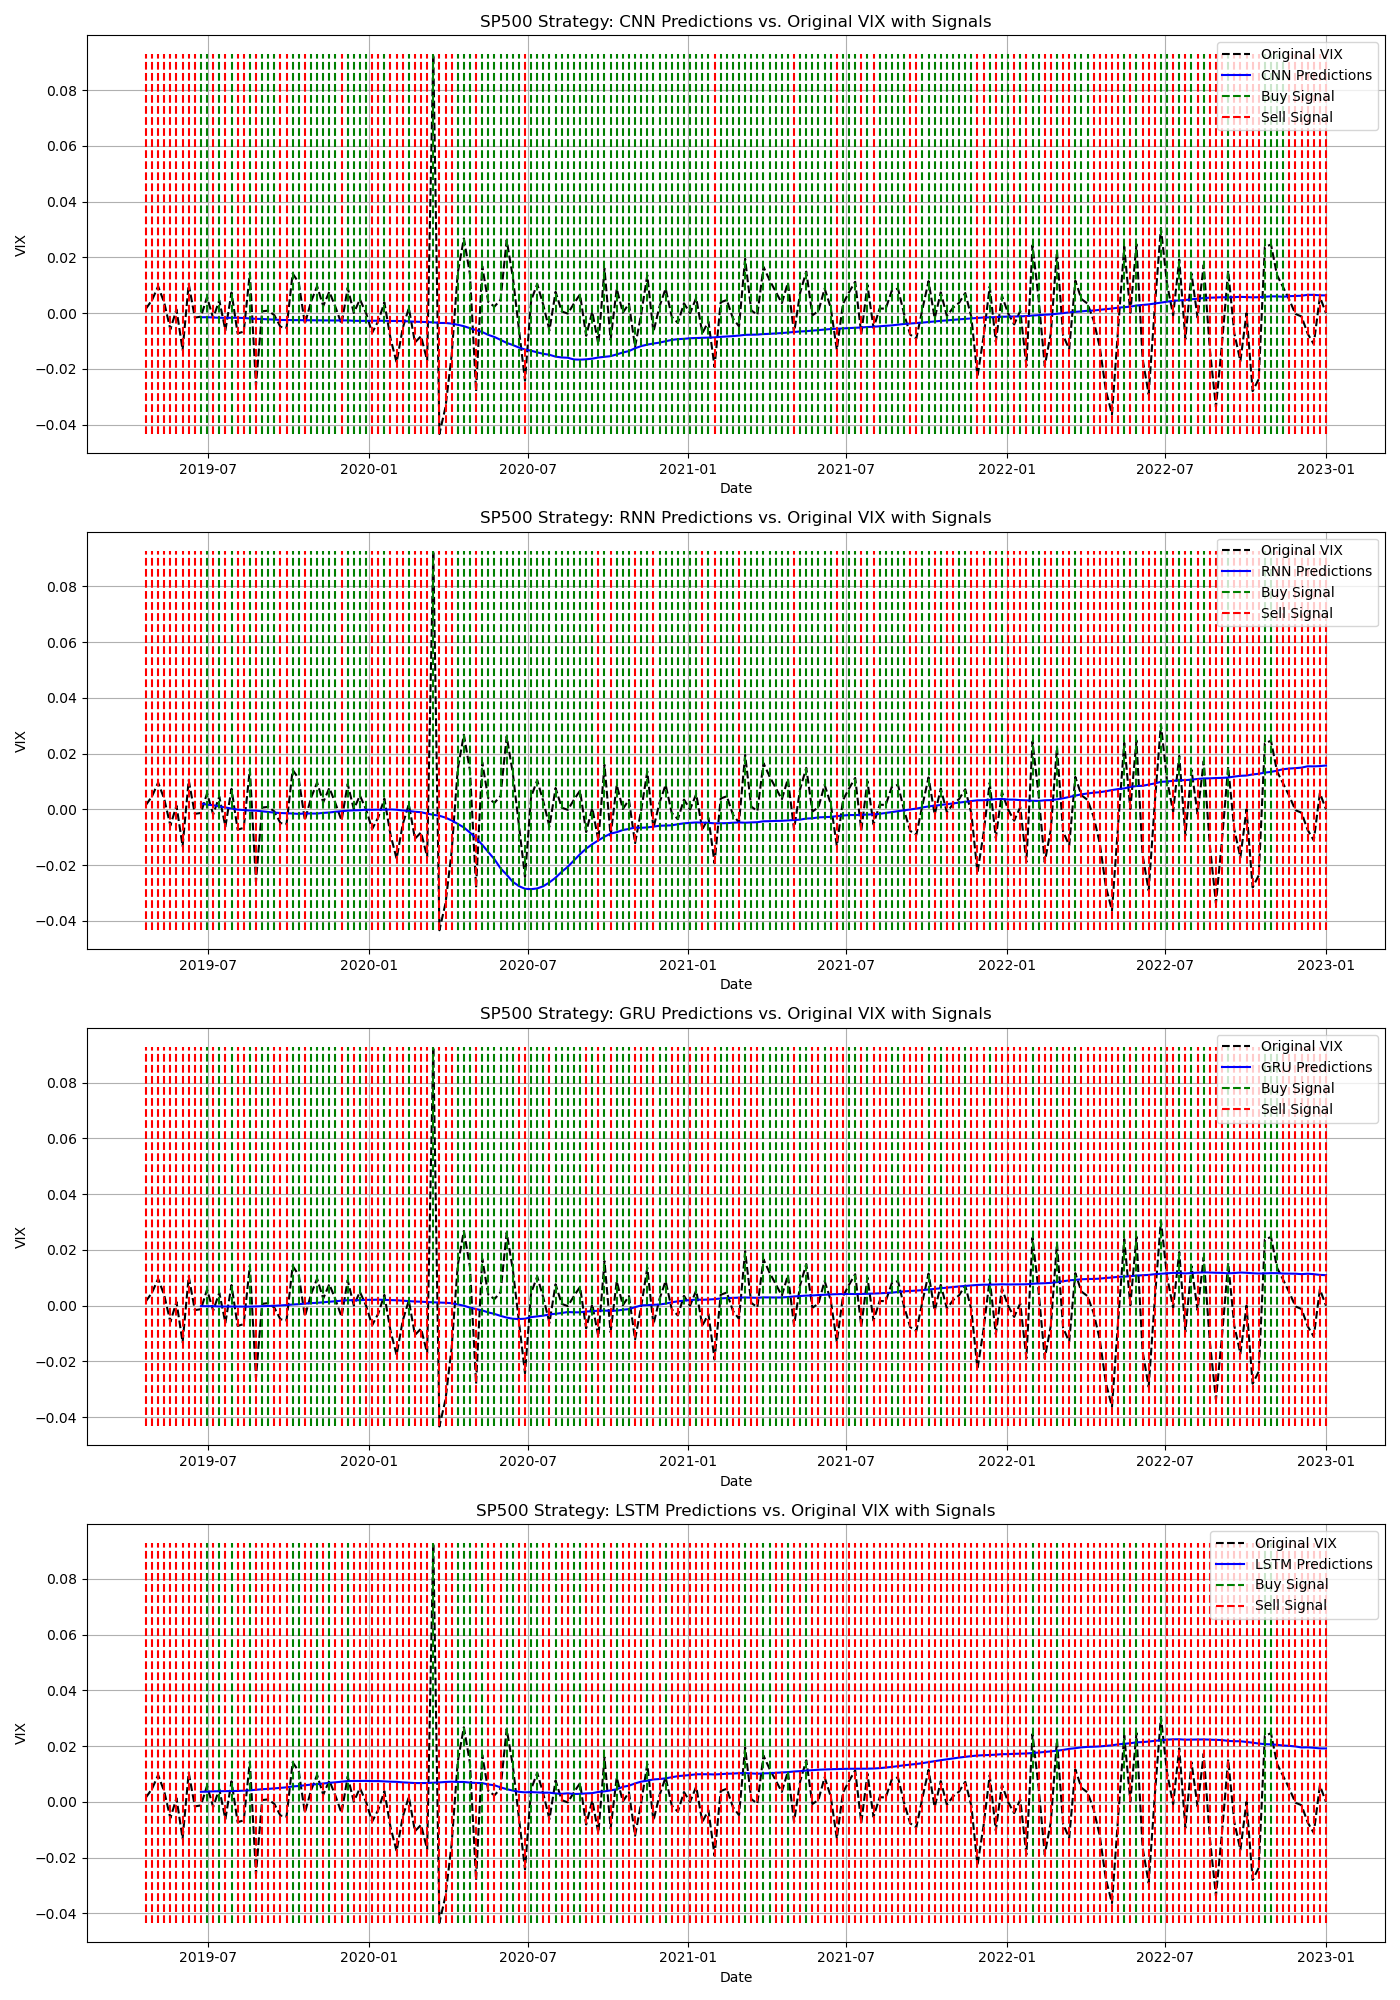 SP500 Strategy: CNN Predictions vs. Original VIX with Signals
Original VIX
CNN Predictions
Buy Signal
Sell Signal
VIX
0.08
0.06
0.04
0.02
0.00
−0.02
−0.04
2019-07 2020-01 2020-07 2021-01 2021-07 2022-01 2022-07 2023-01
Date
SP500 Strategy: RNN Predictions vs. Original VIX with Signals
Original VIX
RNN Predictions
Buy Signal
Sell Signal
VIX
0.08
0.06
0.04
0.02
0.00
−0.02
−0.04
2019-07 2020-01 2020-07 2021-01 2021-07 2022-01 2022-07 2023-01
Date
SP500 Strategy: GRU Predictions vs. Original VIX with Signals
Original VIX
GRU Predictions
Buy Signal
Sell Signal
VIX
0.08
0.06
0.04
0.02
0.00
−0.02
−0.04
2019-07 2020-01 2020-07 2021-01 2021-07 2022-01 2022-07 2023-01
Date
SP500 Strategy: LSTM Predictions vs. Original VIX with Signals
Original VIX
LSTM Predictions
Buy Signal
Sell Signal
VIX
0.08
0.06
0.04
0.02
0.00
−0.02
−0.04
2019-07 2020-01 2020-07 2021-01 2021-07 2022-01 2022-07 2023-01
Date